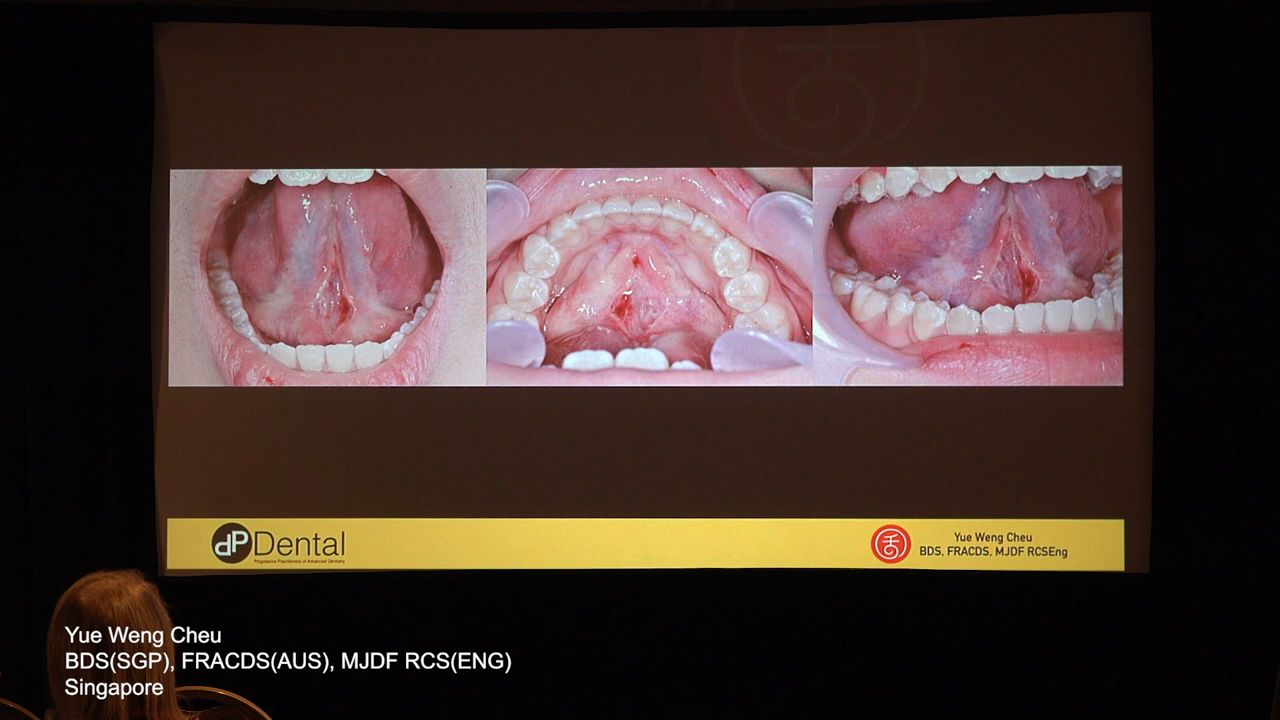 dP Dental
Progressive Practitioners of Advanced Dentistry
Yue Weng Cheu
BDS, FRACDS, MJDF RCSEng
Yue Weng Cheu
BDS(SGP), FRACDS(AUS), MJDF RCS(ENG)
Singapore